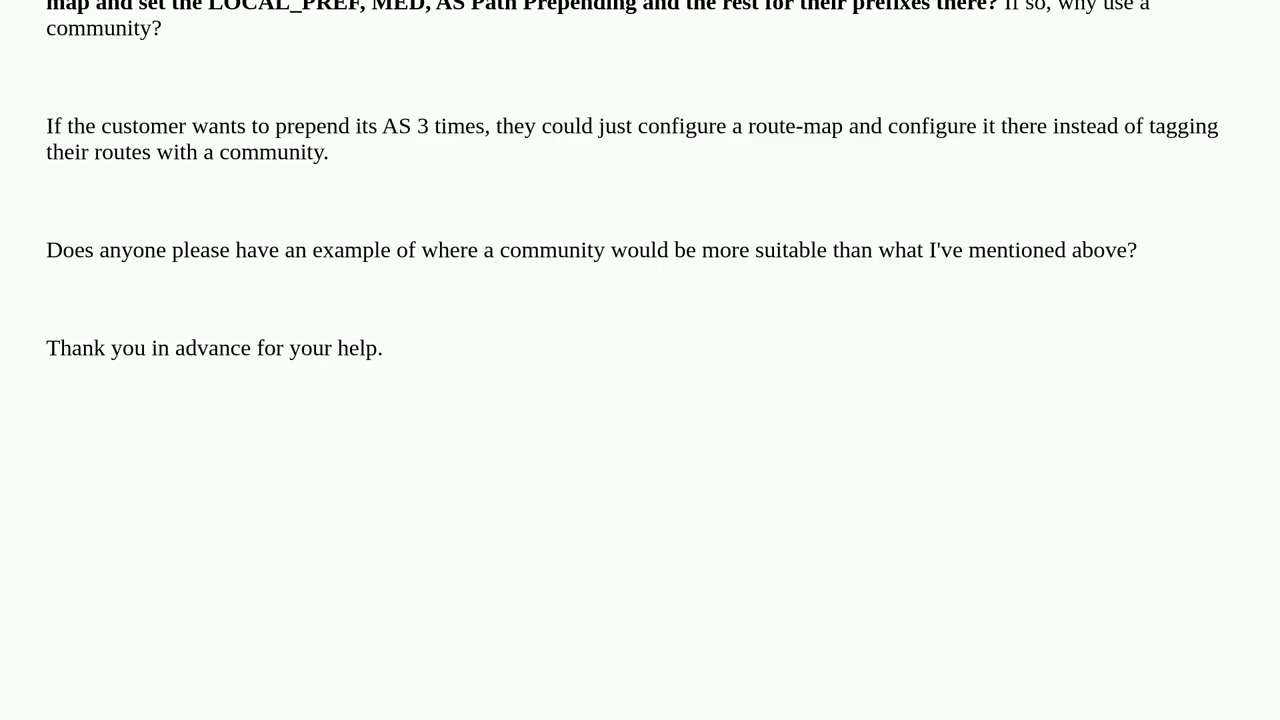 map and set the LOCAL_PREF, MED, AS Path Prepending and the rest for their prefixes there? If so, why use a
community?
If the customer wants to prepend its AS 3 times, they could just configure a route-map and configure it there instead of tagging
their routes with a community.
Does anyone please have an example of where a community would be more suitable than what I've mentioned above?
Thank you in advance for your help.